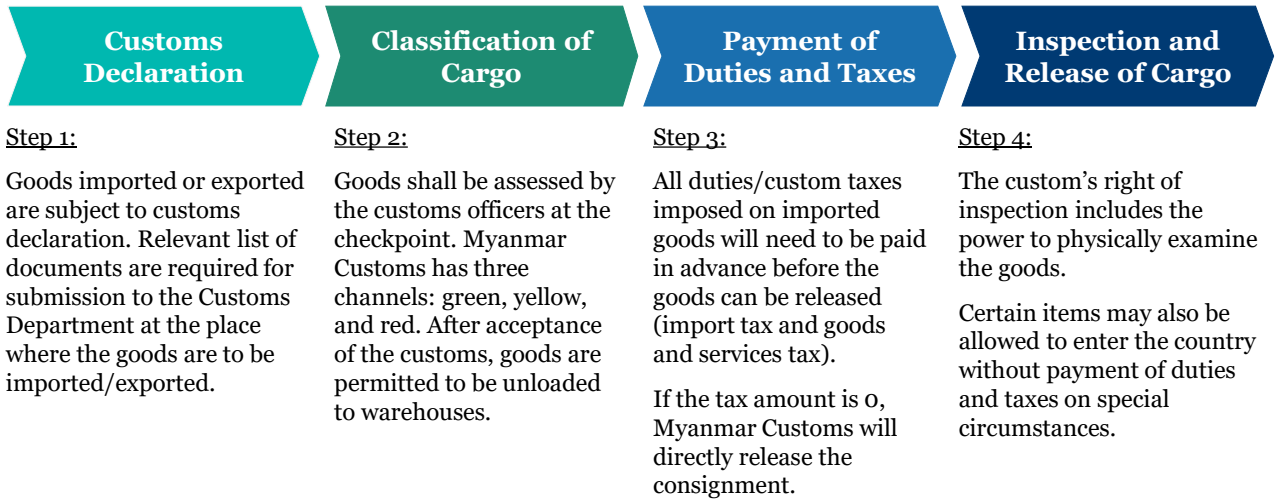 Customs
Declaration
Classification of
Cargo
Payment of
Duties and Taxes
Inspection and
Release of Cargo
Step 1:
Goods imported or exported
are subject to customs
declaration. Relevant list of
documents are required for
submission to the Customs
Department at the place
where the goods are to be
imported/exported.
Step 2:
Goods shall be assessed by
the customs officers at the
checkpoint. Myanmar
Customs has three
channels: green, yellow,
and red. After acceptance
of the customs, goods are
permitted to be unloaded
to warehouses.
Step 3:
All duties/custom taxes
imposed on imported
goods will need to be paid
in advance before the
goods can be released
(import tax and goods
and services tax).
If the tax amount is 0,
Myanmar Customs will
directly release the
consignment.
Step 4:
The custom’s right of
inspection includes the
power to physically examine
the goods.
Certain items may also be
allowed to enter the country
without payment of duties
and taxes on special
circumstances.